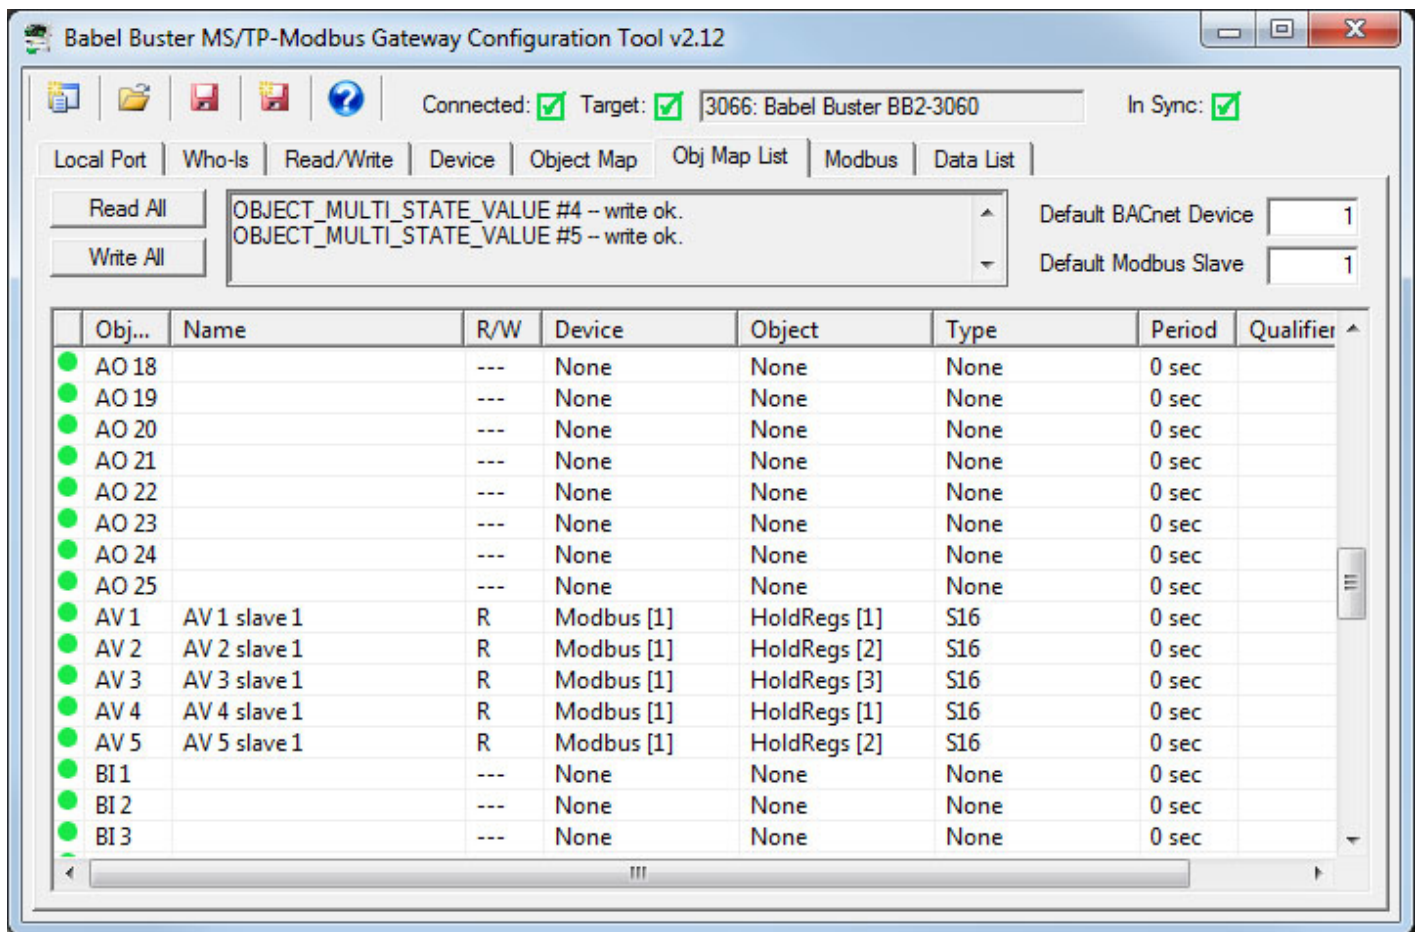 Babel Buster MS/TP-Modbus Gateway Configuration Tool v2.12
Connected: Target: 3066: Babel Buster BB2-3060 In Sync:
Local Port Who-Is Read/Write Device Object Map Obj Map List Modbus Data List
Read All
Write All
OBJECT_MULTI_STATE_VALUE #4 -- write ok.
OBJECT_MULTI_STATE_VALUE #5 -- write ok.
Default BACnet Device 1
Default Modbus Slave 1
Obj... Name R/W Device Object Type Period Qualifier
AO 18 --- None None None 0 sec
AO 19 --- None None None 0 sec
AO 20 --- None None None 0 sec
AO 21 --- None None None 0 sec
AO 22 --- None None None 0 sec
AO 23 --- None None None 0 sec
AO 24 --- None None None 0 sec
AO 25 --- None None None 0 sec
AV 1 AV 1 slave 1 R Modbus [1] HoldRegs [1] S16 0 sec
AV 2 AV 2 slave 1 R Modbus [1] HoldRegs [2] S16 0 sec
AV 3 AV 3 slave 1 R Modbus [1] HoldRegs [3] S16 0 sec
AV 4 AV 4 slave 1 R Modbus [1] HoldRegs [1] S16 0 sec
AV 5 AV 5 slave 1 R Modbus [1] HoldRegs [2] S16 0 sec
BI 1 --- None None None 0 sec
BI 2 --- None None None 0 sec
BI 3 --- None None None 0 sec